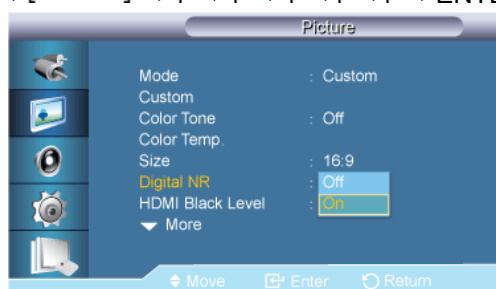 Picture
Mode : Custom
Custom
Color Tone : Off
Color Temp.
Size : 16:9
Digital NR : Off
HDMI Black Level : On
More
Move Enter Return